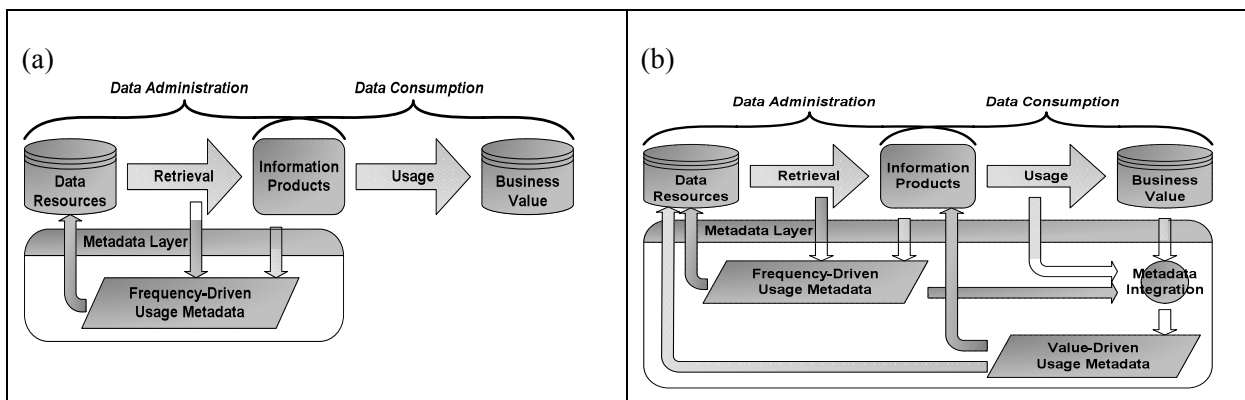 (a)
Data Administration
Data Consumption
Data
Resources
Retrieval
Information
Products
Usage
Business
Value
Metadata Layer
Frequency-Driven
Usage Metadata
(b)
Data Administration
Data Consumption
Data
Resources
Retrieval
Information
Products
Usage
Business
Value
Metadata Layer
Frequency-Driven
Usage Metadata
Metadata
Integration
Value-Driven
Usage Metadata